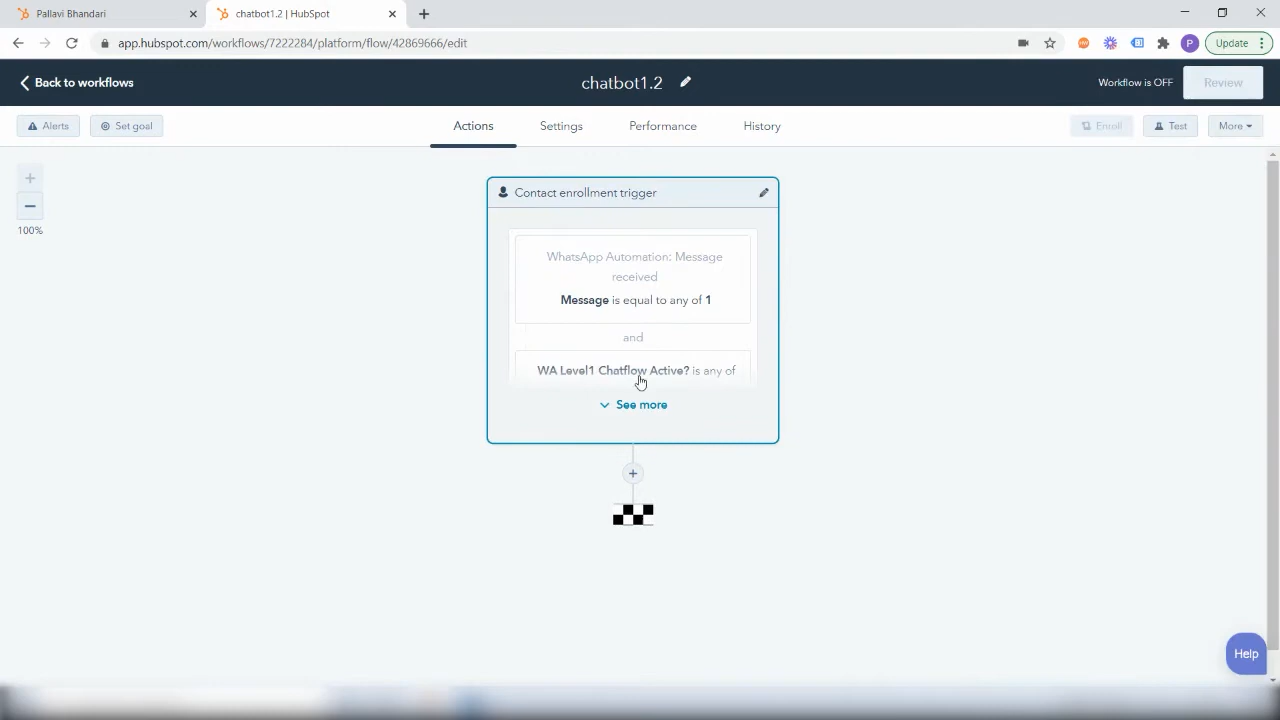 Pallavi Bhandari
chatbot1.2 | HubSpot
app.hubspot.com/workflows/7222284/platform/flow/42869666/edit
P
Update
Back to workflows
chatbot1.2
Workflow is OFF
Review
Alerts
Set goal
Actions
Settings
Performance
History
Enroll
Test
More
100%
Contact enrollment trigger
WhatsApp Automation: Message
received
Message is equal to any of 1
and
WA Level1 Chatflow Active? is any of
See more
Help